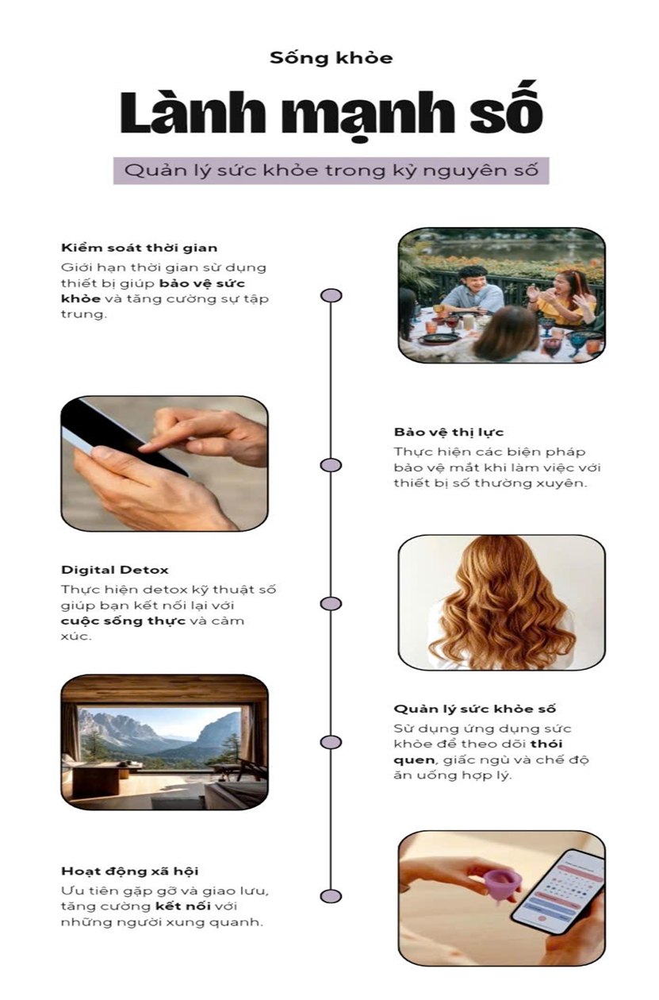 Sống khỏe
Lành mạnh số
Quản lý sức khỏe trong kỷ nguyên số
Kiểm soát thời gian
Giới hạn thời gian sử dụng
thiết bị giúp bảo vệ sức
khỏe và tăng cường sự tập
trung.
Bảo vệ thị lực
Thực hiện các biện pháp
bảo vệ mắt khi làm việc với
thiết bị số thường xuyên.
Digital Detox
Thực hiện detox kỹ thuật số
giúp bạn kết nối lại với
cuộc sống thực và cảm
xúc.
Quản lý sức khỏe số
Sử dụng ứng dụng sức
khỏe để theo dõi thói
quen, giấc ngủ và chế độ
ăn uống hợp lý.
Hoạt động xã hội
Ưu tiên gặp gỡ và giao lưu,
tăng cường kết nối với
những người xung quanh.